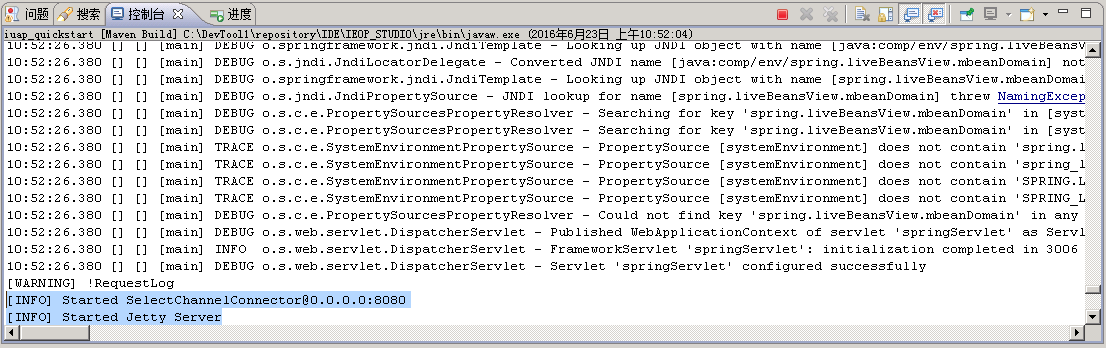 问题 搜索 控制台 进度
iuap_quickstart [Maven Build] C:\DevTool1\repository\IDE\IEOP_STUDIO\jre\bin\javaw.exe (2016年6月23日 上午10:52:04)
10:52:26.380 [] [] [main] DEBUG o.springframework.jndi.JndiTemplate - Looking up JNDI object with name [java:comp/env/spring.liveBeansV
10:52:26.380 [] [] [main] DEBUG o.s.jndi.JndiLocatorDelegate - Converted JNDI name [java:comp/env/spring.liveBeansView.mbeanDomain] not
10:52:26.380 [] [] [main] DEBUG o.springframework.jndi.JndiTemplate - Looking up JNDI object with name [spring.liveBeansView.mbeanDomai
10:52:26.380 [] [] [main] DEBUG o.s.jndi.JndiPropertySource - JNDI lookup for name [spring.liveBeansView.mbeanDomain] threw NamingExcep
10:52:26.380 [] [] [main] DEBUG o.s.c.e.PropertySourcesPropertyResolver - Searching for key 'spring.liveBeansView.mbeanDomain' in [syst
10:52:26.380 [] [] [main] DEBUG o.s.c.e.PropertySourcesPropertyResolver - Searching for key 'spring.liveBeansView.mbeanDomain' in [syst
10:52:26.380 [] [] [main] TRACE o.s.c.e.SystemEnvironmentPropertySource - PropertySource [systemEnvironment] does not contain 'spring.l
10:52:26.380 [] [] [main] TRACE o.s.c.e.SystemEnvironmentPropertySource - PropertySource [systemEnvironment] does not contain 'spring_l
10:52:26.380 [] [] [main] TRACE o.s.c.e.SystemEnvironmentPropertySource - PropertySource [systemEnvironment] does not contain 'SPRING.L
10:52:26.380 [] [] [main] TRACE o.s.c.e.SystemEnvironmentPropertySource - PropertySource [systemEnvironment] does not contain 'SPRING_L
10:52:26.380 [] [] [main] DEBUG o.s.c.e.PropertySourcesPropertyResolver - Could not find key 'spring.liveBeansView.mbeanDomain' in any
10:52:26.380 [] [] [main] DEBUG o.s.web.servlet.DispatcherServlet - Published WebApplicationContext of servlet 'springServlet' as Servl
10:52:26.380 [] [] [main] INFO  o.s.web.servlet.DispatcherServlet - FrameworkServlet 'springServlet': initialization completed in 3006
10:52:26.380 [] [] [main] DEBUG o.s.web.servlet.DispatcherServlet - Servlet 'springServlet' configured successfully
[WARNING] !RequestLog
[INFO] Started SelectChannelConnector@0.0.0.0:8080
[INFO] Started Jetty Server